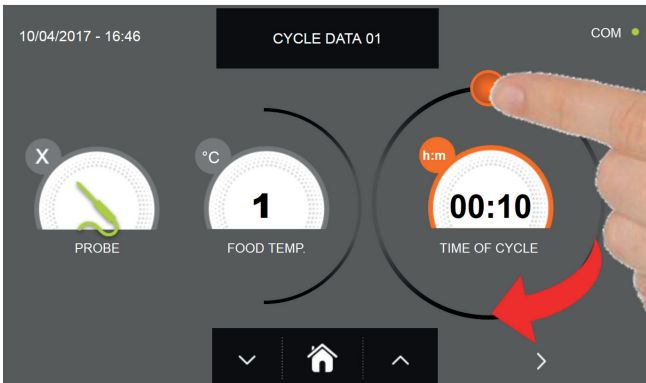 10/04/2017 - 16:46
CYCLE DATA 01
COM
X
°C
h:m
1
00:10
PROBE
FOOD TEMP.
TIME OF CYCLE